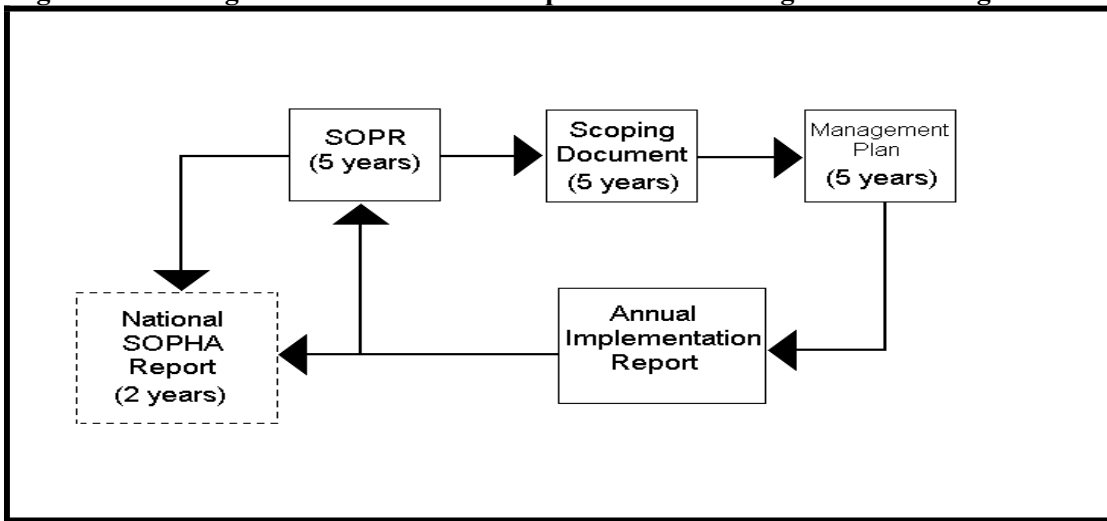 SOPR
(5 years)
Scoping
Document
(5 years)
Management
Plan
(5 years)
National
SOPHA
Report
(2 years)
Annual
Implementation
Report